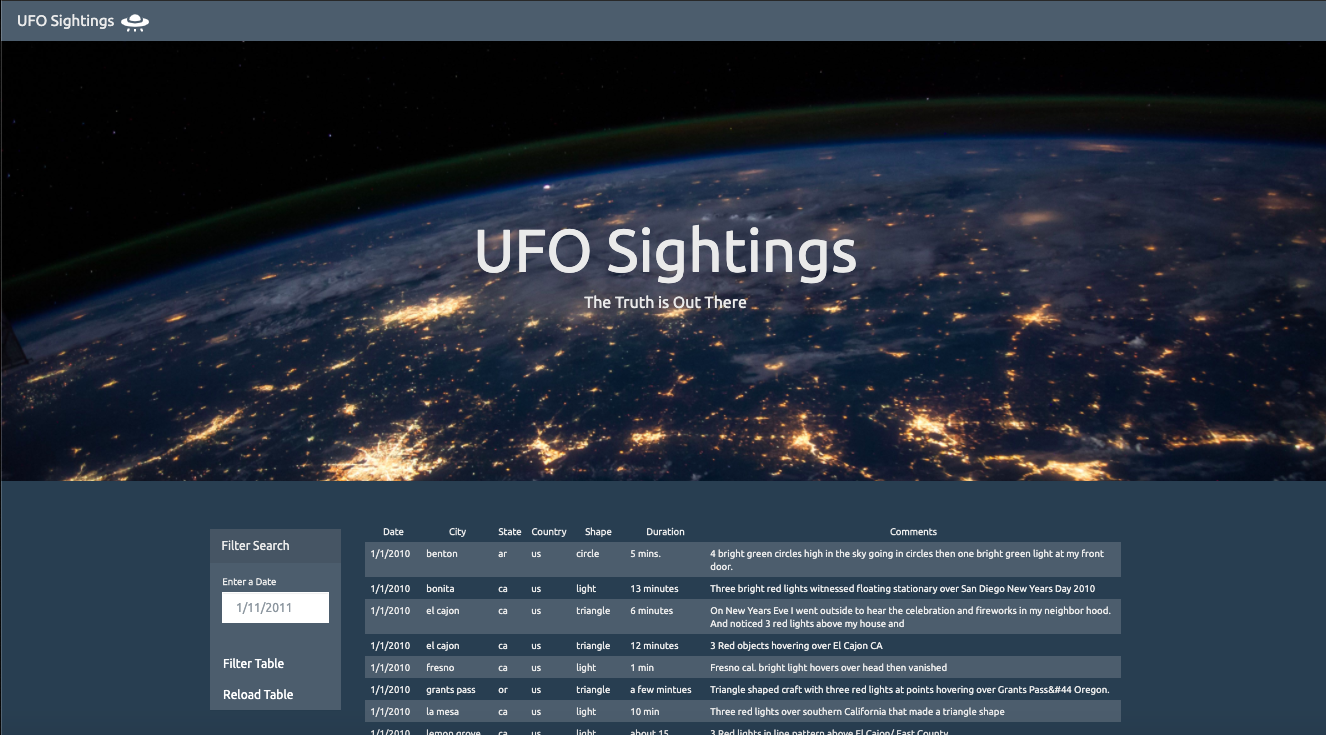 UFO Sightings
UFO Sightings
The Truth is Out There
Filter Search
Enter a Date
1/11/2011
Filter Table
Reload Table
Date City State Country Shape Duration Comments
1/1/2010 benton ar us circle 5 mins. 4 bright green circles high in the sky going in circles then one bright green light at my front
door.
1/1/2010 bonita ca us light 13 minutes Three bright red lights witnessed floating stationary over San Diego New Years Day 2010
1/1/2010 el cajon ca us triangle 6 minutes On New Years Eve I went outside to hear the celebration and fireworks in my neighbor hood.
And noticed 3 red lights above my house and
1/1/2010 el cajon ca us triangle 12 minutes 3 Red objects hovering over El Cajon CA
1/1/2010 fresno ca us light 1 min Fresno cal. bright light hovers over head then vanished
1/1/2010 grants pass or us triangle a few mintues Triangle shaped craft with three red lights at points hovering over Grants Pass&#44 Oregon.
1/1/2010 la mesa ca us light 10 min Three red lights over southern California that made a triangle shape
1/1/2010 lemon grove ca us light about 15 3 Red lights in line pattern above El Cajon/ East County